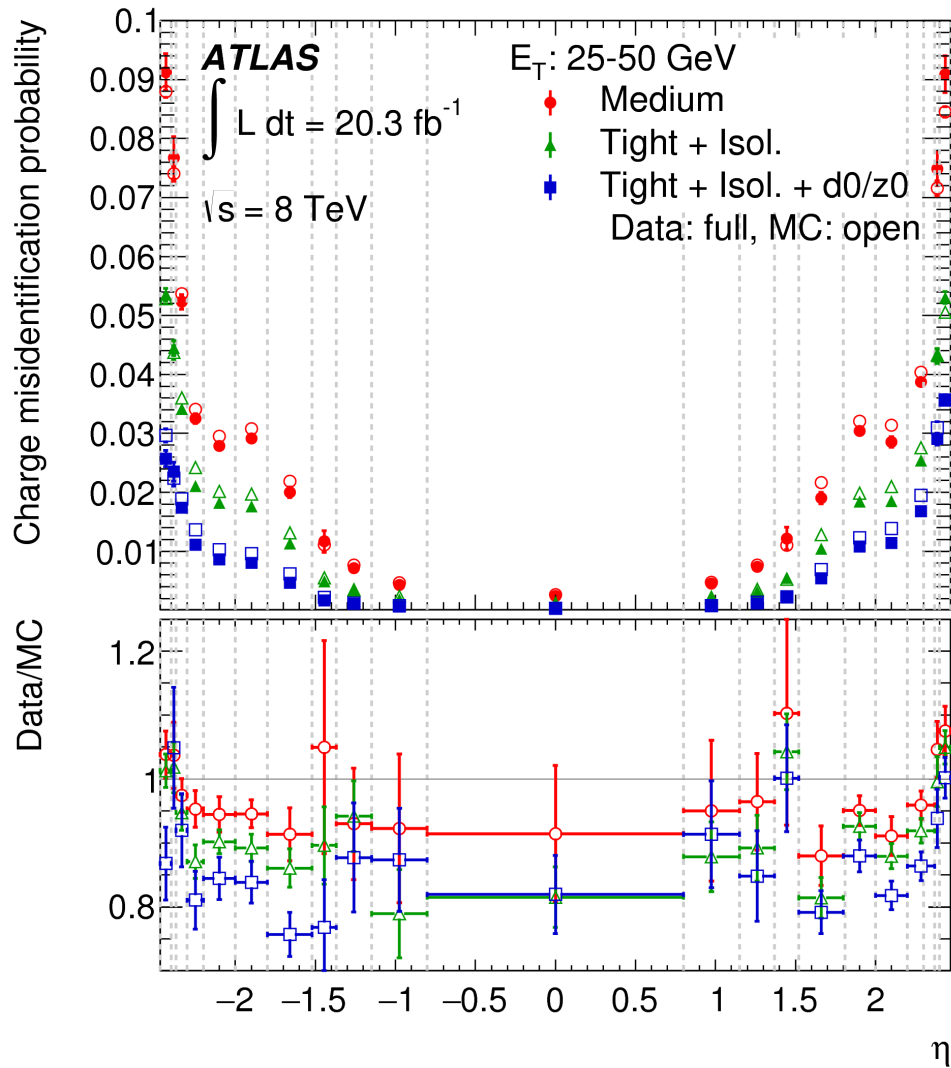 Charge misidentification probability
0.1
0.09
0.08
0.07
0.06
0.05
0.04
0.03
0.02
0.01
ATLAS
∫ L dt = 20.3 fb⁻¹
√s = 8 TeV
E_T: 25-50 GeV
Medium
Tight + Isol.
Tight + Isol. + d0/z0
Data: full, MC: open
Data/MC
1.2
1
0.8
−2 −1.5 −1 −0.5 0 0.5 1 1.5 2
η